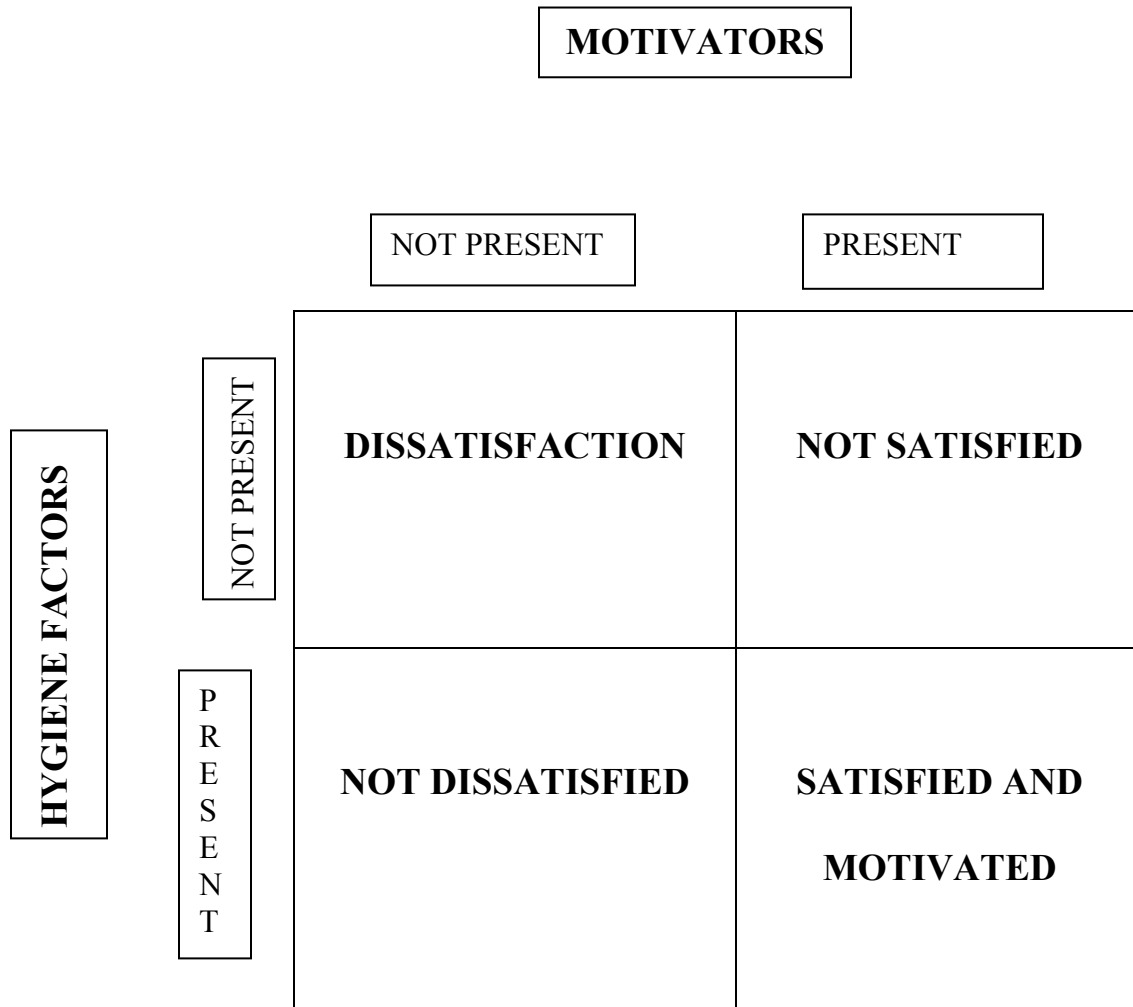 MOTIVATORS
NOT PRESENT
PRESENT
HYGIENE FACTORS
NOT PRESENT
DISSATISFACTION
NOT SATISFIED
PRESENT
NOT DISSATISFIED
SATISFIED AND
MOTIVATED